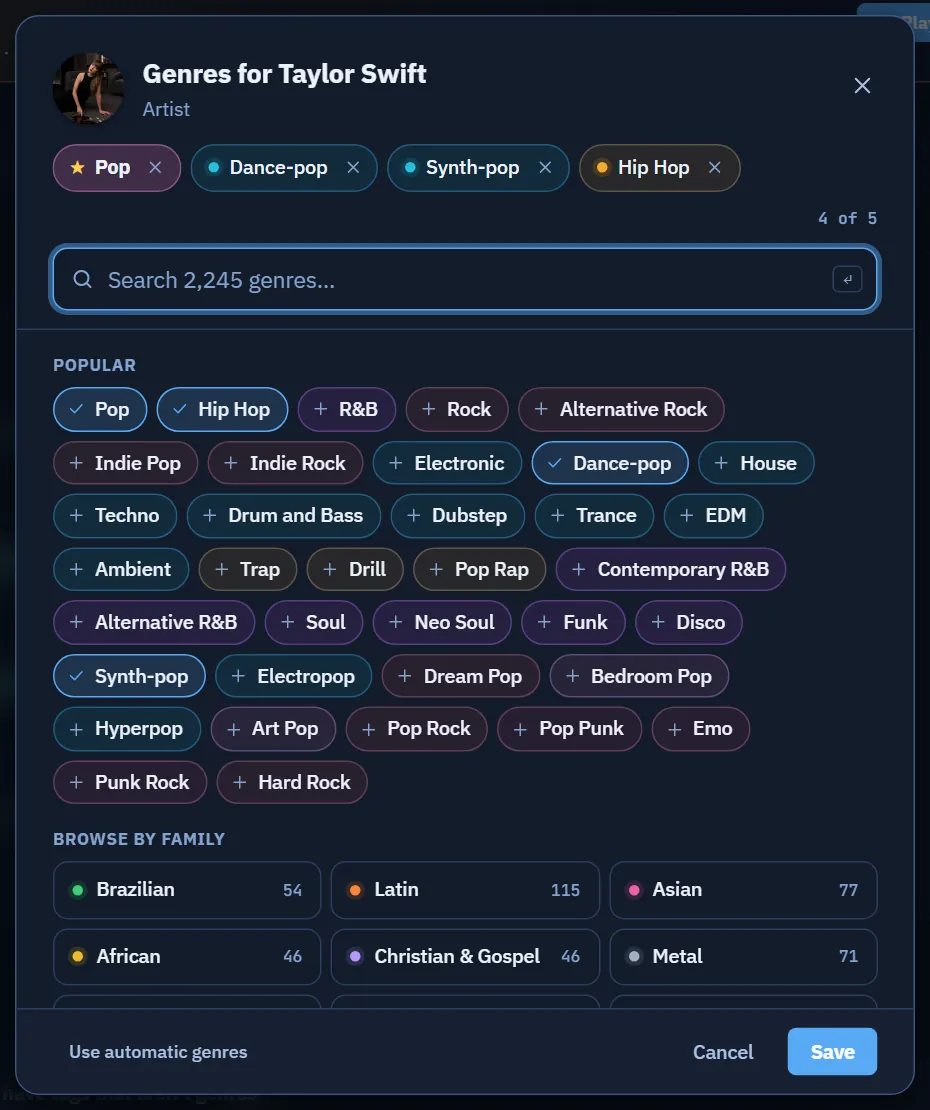 Genres for Taylor Swift
Artist
Pop Dance-pop Synth-pop Hip Hop
4 of 5
Search 2,245 genres...
POPULAR
Pop Hip Hop R&B Rock Alternative Rock
Indie Pop Indie Rock Electronic Dance-pop House
Techno Drum and Bass Dubstep Trance EDM
Ambient Trap Drill Pop Rap Contemporary R&B
Alternative R&B Soul Neo Soul Funk Disco
Synth-pop Electropop Dream Pop Bedroom Pop
Hyperpop Art Pop Pop Rock Pop Punk Emo
Punk Rock Hard Rock
BROWSE BY FAMILY
Brazilian 54 Latin 115 Asian 77
African 46 Christian & Gospel 46 Metal 71
Use automatic genres Cancel Save